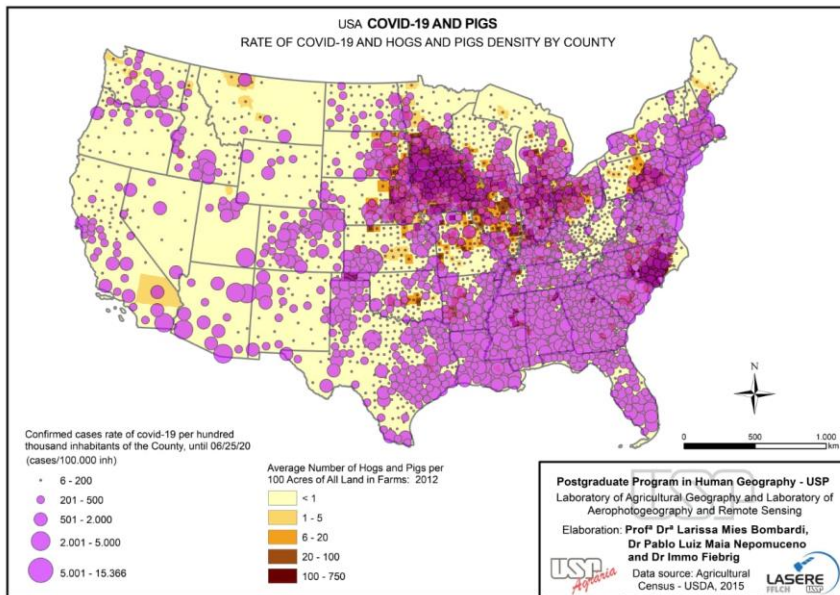 USA COVID-19 AND PIGS
RATE OF COVID-19 AND HOGS AND PIGS DENSITY BY COUNTY
N
0 500 1.000
km
Confirmed cases rate of covid-19 per hundred
thousand inhabitants of the County, until 06/25/20
(cases/100.000 inh)
6 - 200
201 - 500
501 - 2.000
2.001 - 5.000
5.001 - 15.366
Average Number of Hogs and Pigs per
100 Acres of All Land in Farms: 2012
< 1
1 - 5
6 - 20
20 - 100
100 - 750
Postgraduate Program in Human Geography - USP
Laboratory of Agricultural Geography and Laboratory of
Aerophotogeography and Remote Sensing
Elaboration: Profª Drª Larissa Mies Bombardi,
Dr Pablo Luiz Maia Nepomuceno
and Dr Immo Fiebrig
Data source: Agricultural
Census - USDA, 2015
USP
Agraria
LASERE
FFLCH USP
USP